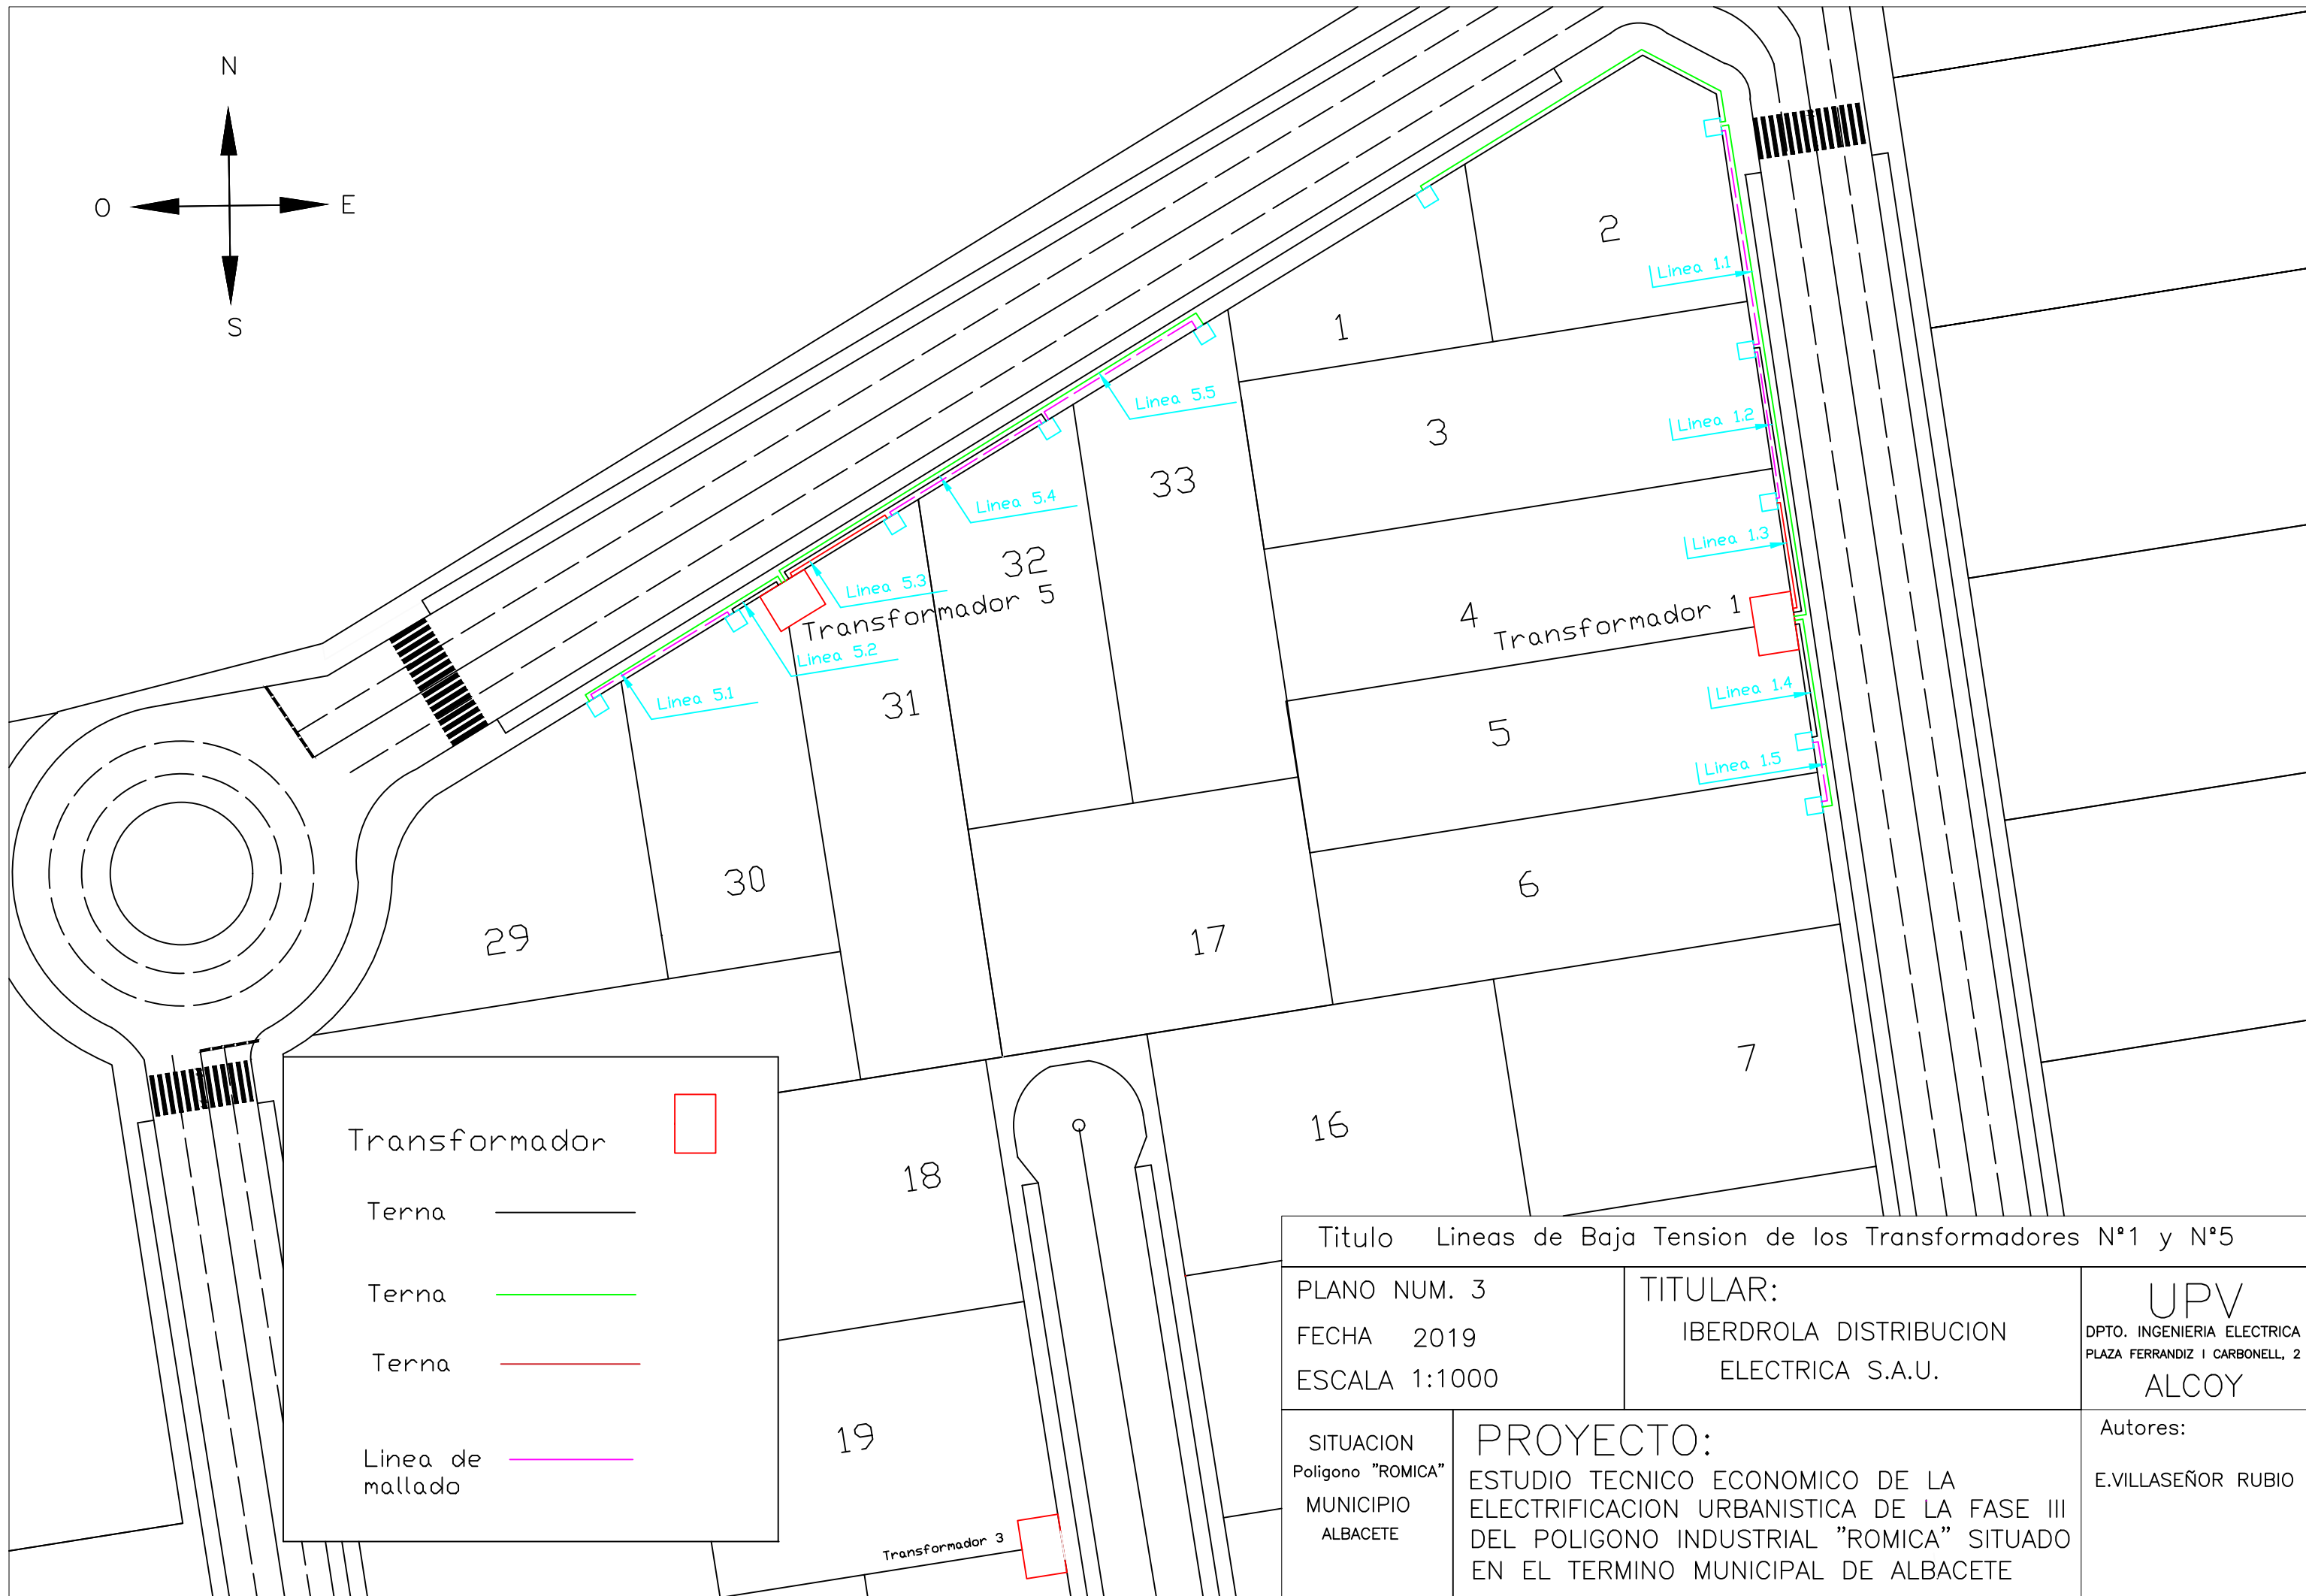 N
O
E
S
2
1
Linea 1.1
3
Linea 1.2
Linea 5.5
33
Linea 5.4
32
Linea 1.3
4
Transformador 1
Linea 5.3
Transformador 5
Linea 5.2
Linea 5.1
31
Linea 1.4
5
Linea 1.5
30
6
29
17
7
16
18
19
Transformador 3
Transformador
Terna
Terna
Terna
Linea de
mallado
Titulo Lineas de Baja Tension de los Transformadores Nº1 y Nº5
PLANO NUM. 3
FECHA 2019
ESCALA 1:1000
TITULAR:
IBERDROLA DISTRIBUCION
ELECTRICA S.A.U.
UPV
DPTO. INGENIERIA ELECTRICA
PLAZA FERRANDIZ I CARBONELL, 2
ALCOY
SITUACION
Poligono "ROMICA"
MUNICIPIO
ALBACETE
PROYECTO:
ESTUDIO TECNICO ECONOMICO DE LA
ELECTRIFICACION URBANISTICA DE LA FASE III
DEL POLIGONO INDUSTRIAL "ROMICA" SITUADO
EN EL TERMINO MUNICIPAL DE ALBACETE
Autores:
E.VILLASEÑOR RUBIO